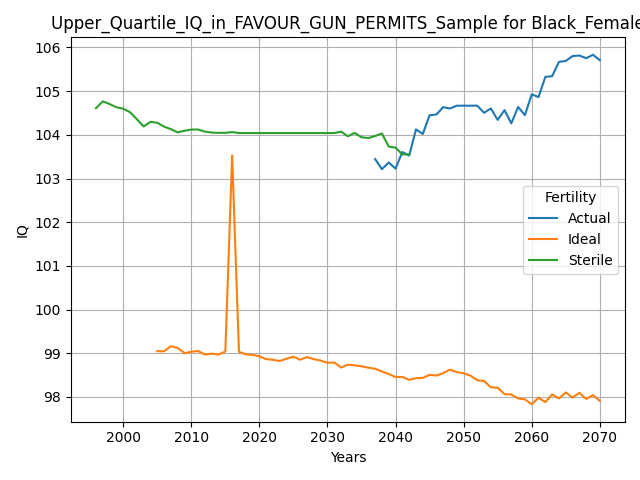 Upper_Quartile_IQ_in_FAVOUR_GUN_PERMITS_Sample for Black_Female
106
105
104
103
102
101
100
99
98
IQ
Fertility
Actual
Ideal
Sterile
2000 2010 2020 2030 2040 2050 2060 2070
Years